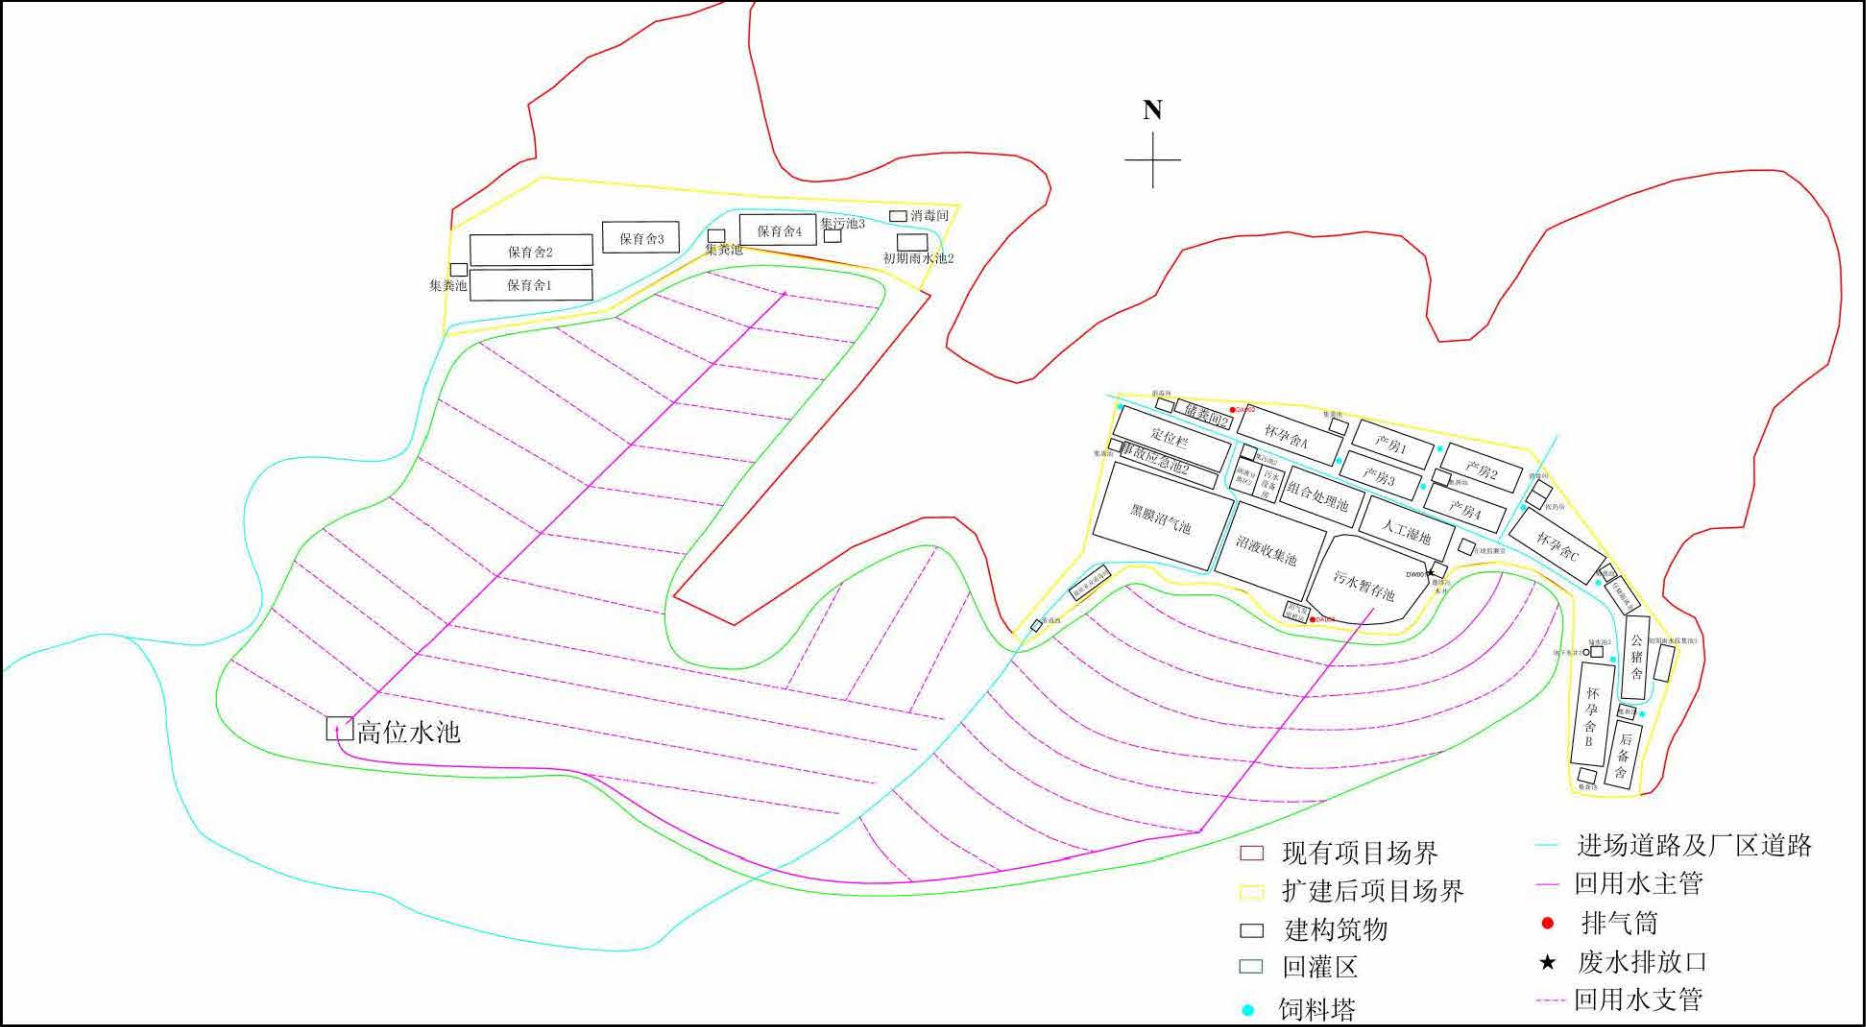 N
消毒间
集污池3
保育舍4
保育舍3
集粪池
初期雨水池2
保育舍2
集粪池
保育舍1
储粪间2
定位栏
事故应急池2
怀孕舍A
产房1
产房2
产房3
产房4
污水
设备
房
组合处理池
人工湿地
黑膜沼气池
沼液收集池
污水暂存池
怀孕舍C
公猪舍
怀孕舍B
后备舍
高位水池
现有项目场界
扩建后项目场界
建构筑物
回灌区
饲料塔
进场道路及厂区道路
回用水主管
排气筒
废水排放口
回用水支管